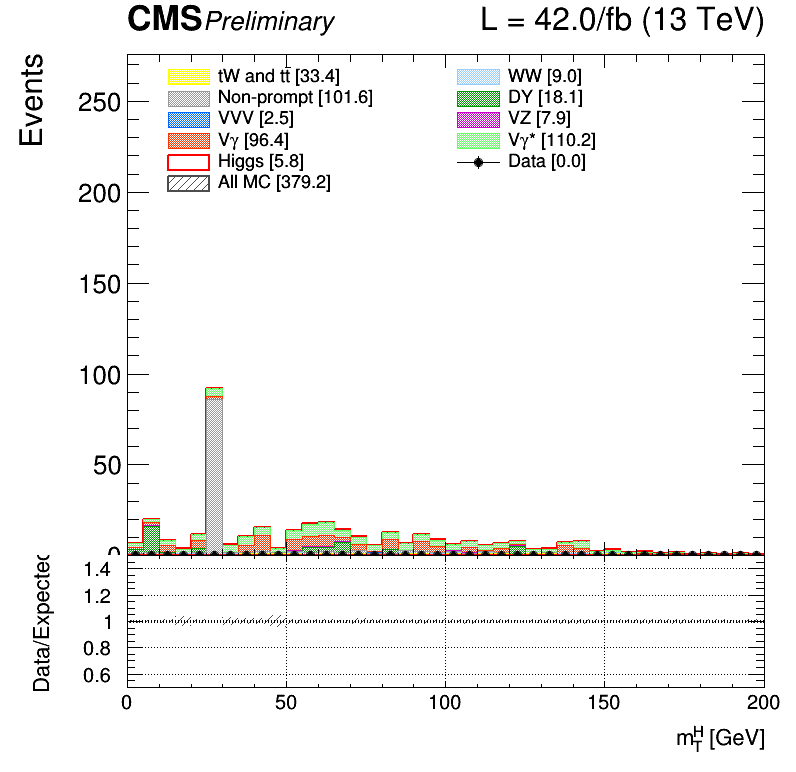 CMS Preliminary L = 42.0/fb (13 TeV)
Events
tW and tt̄ [33.4] WW [9.0]
Non-prompt [101.6] DY [18.1]
VVV [2.5] VZ [7.9]
Vγ [96.4] Vγ* [110.2]
Higgs [5.8] Data [0.0]
All MC [379.2]
250
200
150
100
50
0
Data/Expected
1.4
1.2
1
0.8
0.6
0 50 100 150 200
m_T^H [GeV]